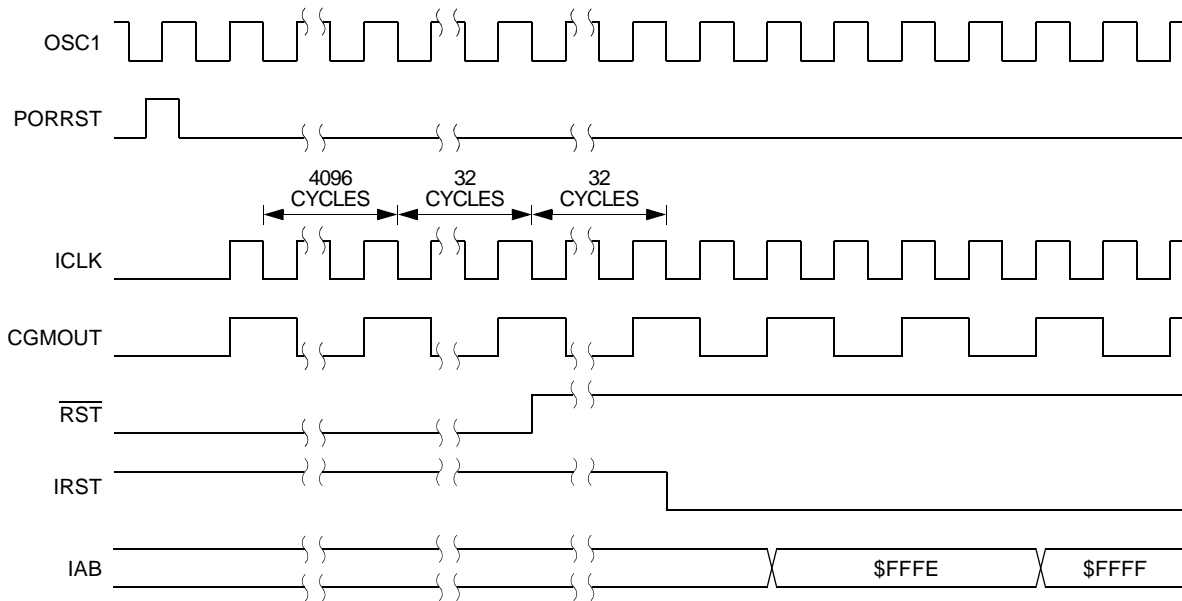 OSC1
PORRST
4096
CYCLES
32
CYCLES
32
CYCLES
ICLK
CGMOUT
RST
IRST
IAB
$FFFE
$FFFF